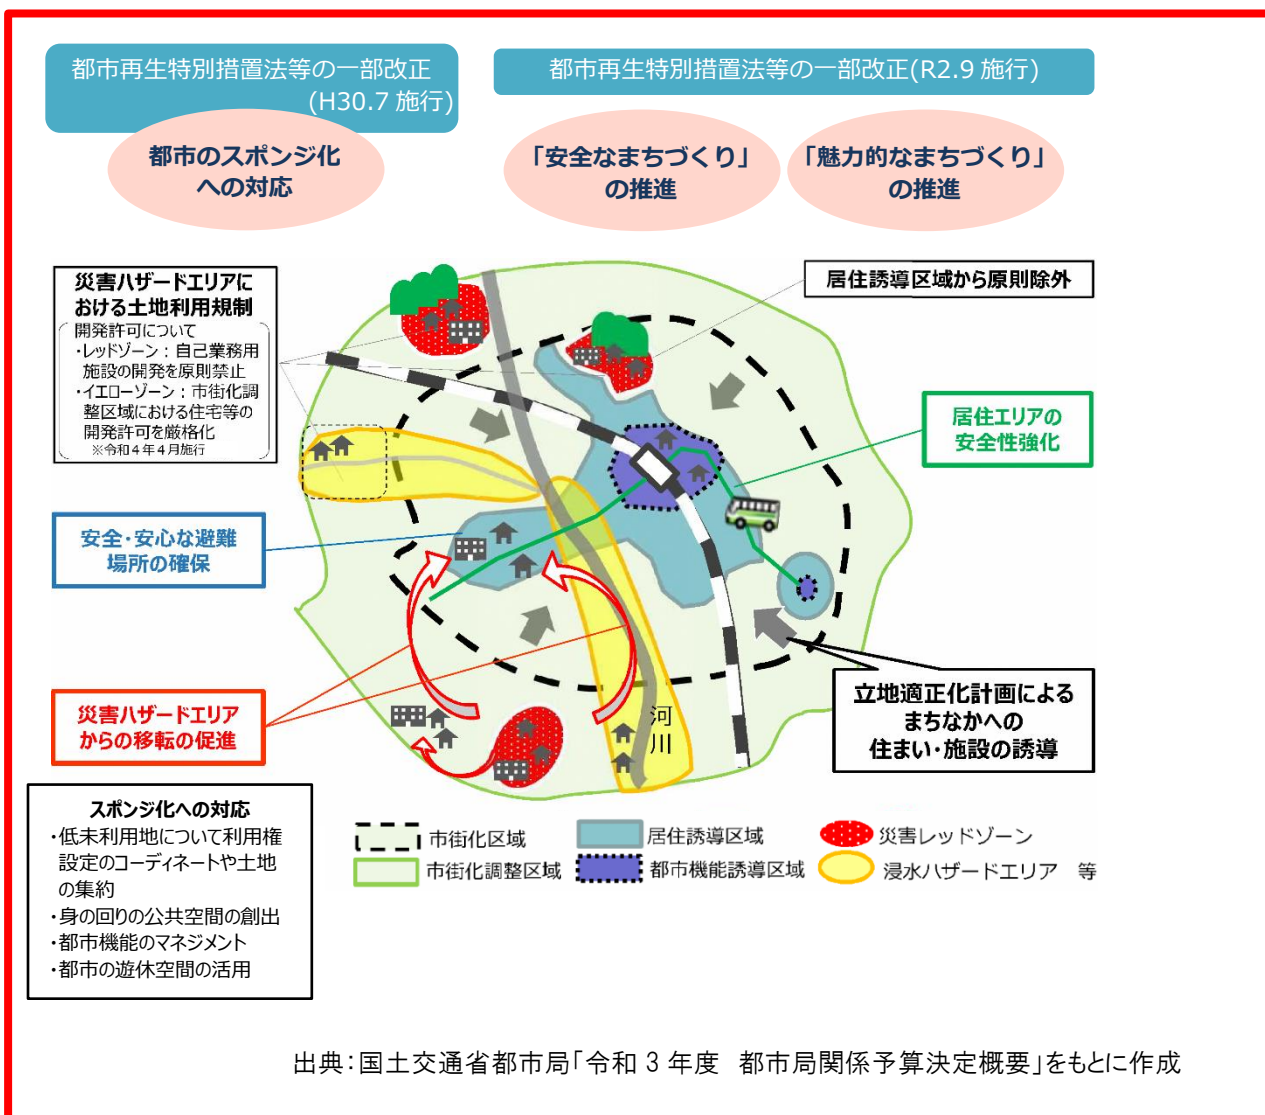 都市再生特別措置法等の一部改正
(H30.7 施行)
都市再生特別措置法等の一部改正(R2.9 施行)
都市のスポンジ化
への対応
「安全なまちづくり」
の推進
「魅力的なまちづくり」
の推進
災害ハザードエリアに
おける土地利用規制
開発許可について
・レッドゾーン：自己業務用
施設の開発を原則禁止
・イエローゾーン：市街化調
整区域における住宅等の
開発許可を厳格化
※令和４年４月施行
居住誘導区域から原則除外
居住エリアの
安全性強化
安全・安心な避難
場所の確保
災害ハザードエリア
からの移転の促進
河
川
立地適正化計画による
まちなかへの
住まい・施設の誘導
スポンジ化への対応
・低未利用地について利用権
設定のコーディネートや土地
の集約
・身の回りの公共空間の創出
・都市機能のマネジメント
・都市の遊休空間の活用
市街化区域
居住誘導区域
災害レッドゾーン
市街化調整区域
都市機能誘導区域
浸水ハザードエリア　等
出典：国土交通省都市局「令和 3 年度　都市局関係予算決定概要」をもとに作成